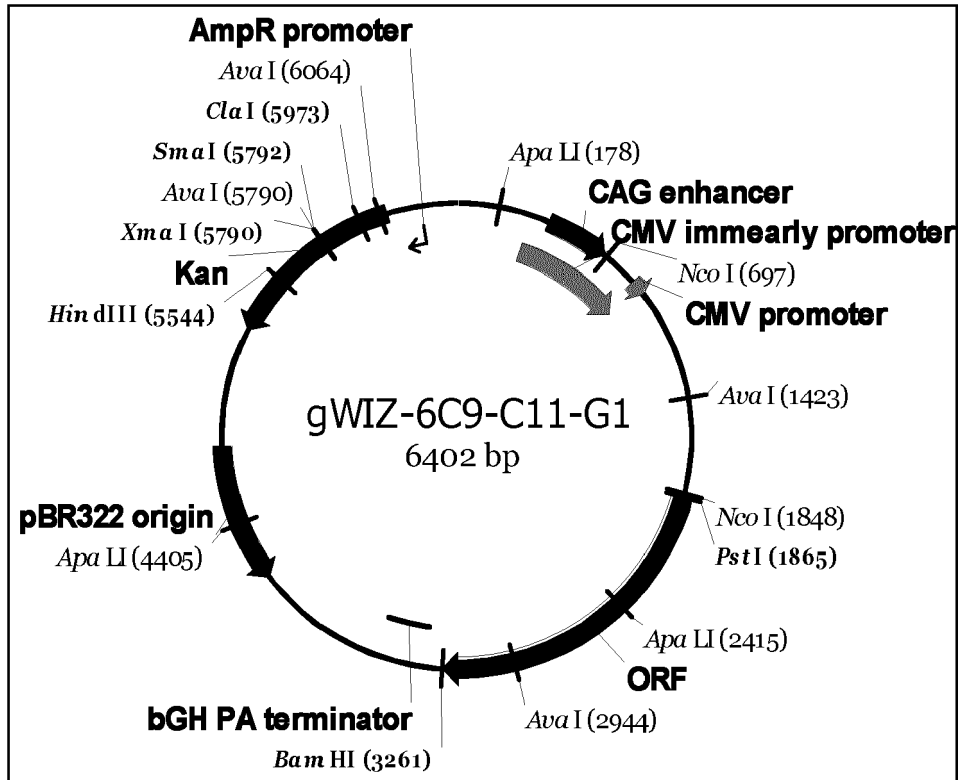 AmpR promoter
Ava I (6064)
Cla I (5973)
Sma I (5792)
Ava I (5790)
Xma I (5790)
Kan
Hin dIII (5544)
Apa LI (178)
CAG enhancer
CMV immearly promoter
Nco I (697)
CMV promoter
Ava I (1423)
gWIZ-6C9-C11-G1
6402 bp
Nco I (1848)
Pst I (1865)
Apa LI (2415)
ORF
Ava I (2944)
pBR322 origin
Apa LI (4405)
bGH PA terminator
Bam HI (3261)